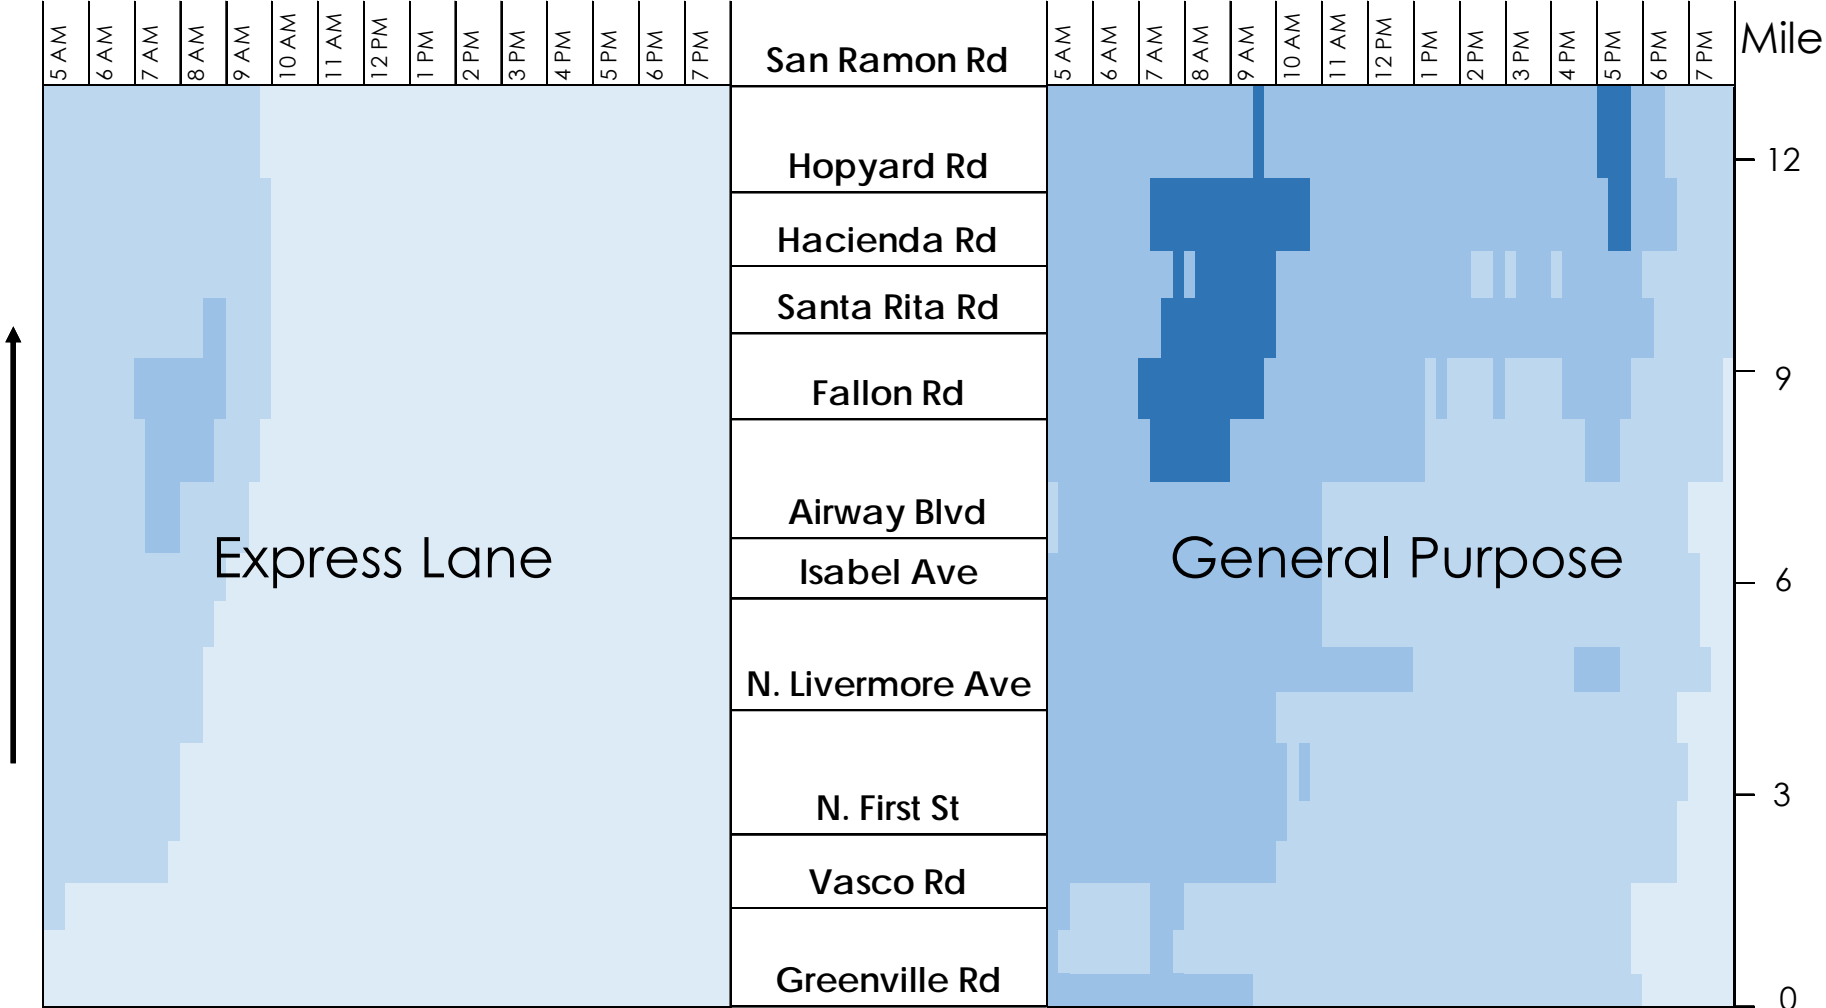 5 AM
6 AM
7 AM
8 AM
9 AM
10 AM
11 AM
12 PM
1 PM
2 PM
3 PM
4 PM
5 PM
6 PM
7 PM
San Ramon Rd
5 AM
6 AM
7 AM
8 AM
9 AM
10 AM
11 AM
12 PM
1 PM
2 PM
3 PM
4 PM
5 PM
6 PM
7 PM
Mile
Hopyard Rd
12
Hacienda Rd
Santa Rita Rd
Fallon Rd
9
Airway Blvd
Express Lane
Isabel Ave
General Purpose
6
N. Livermore Ave
N. First St
3
Vasco Rd
Greenville Rd
0